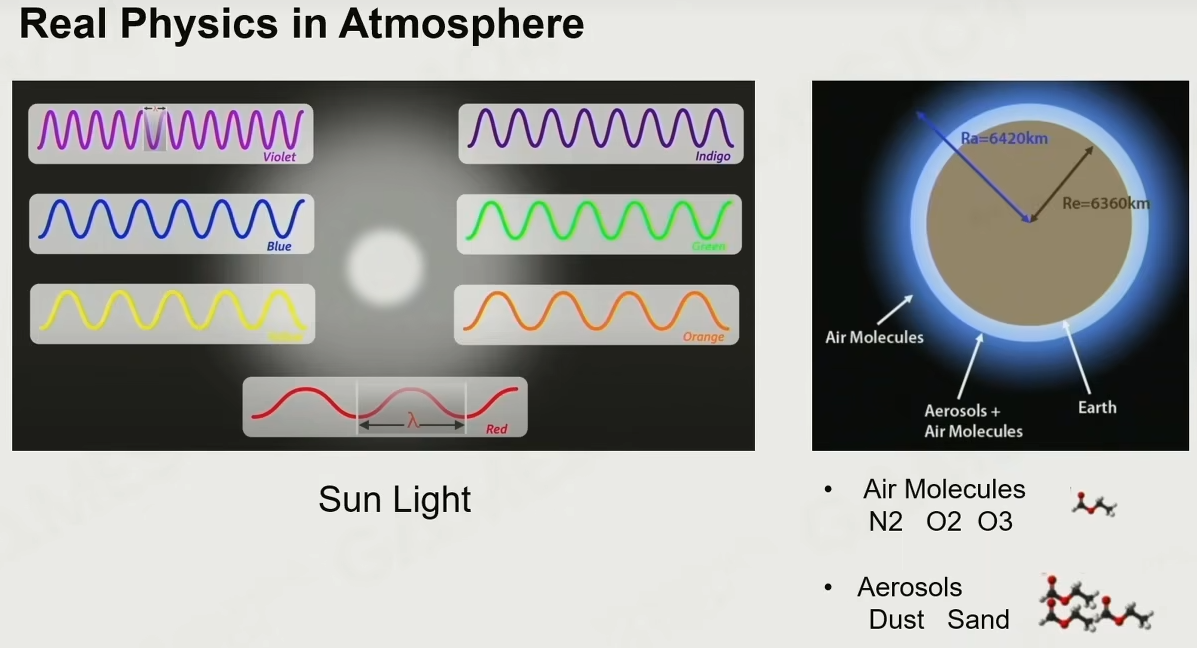 Real Physics in Atmosphere
Violet
Indigo
Blue
Green
Yellow
Orange
λ
Red
Sun Light
Ra=6420km
Re=6360km
Air Molecules
Aerosols +
Air Molecules
Earth
• Air Molecules
N2 O2 O3
• Aerosols
Dust Sand